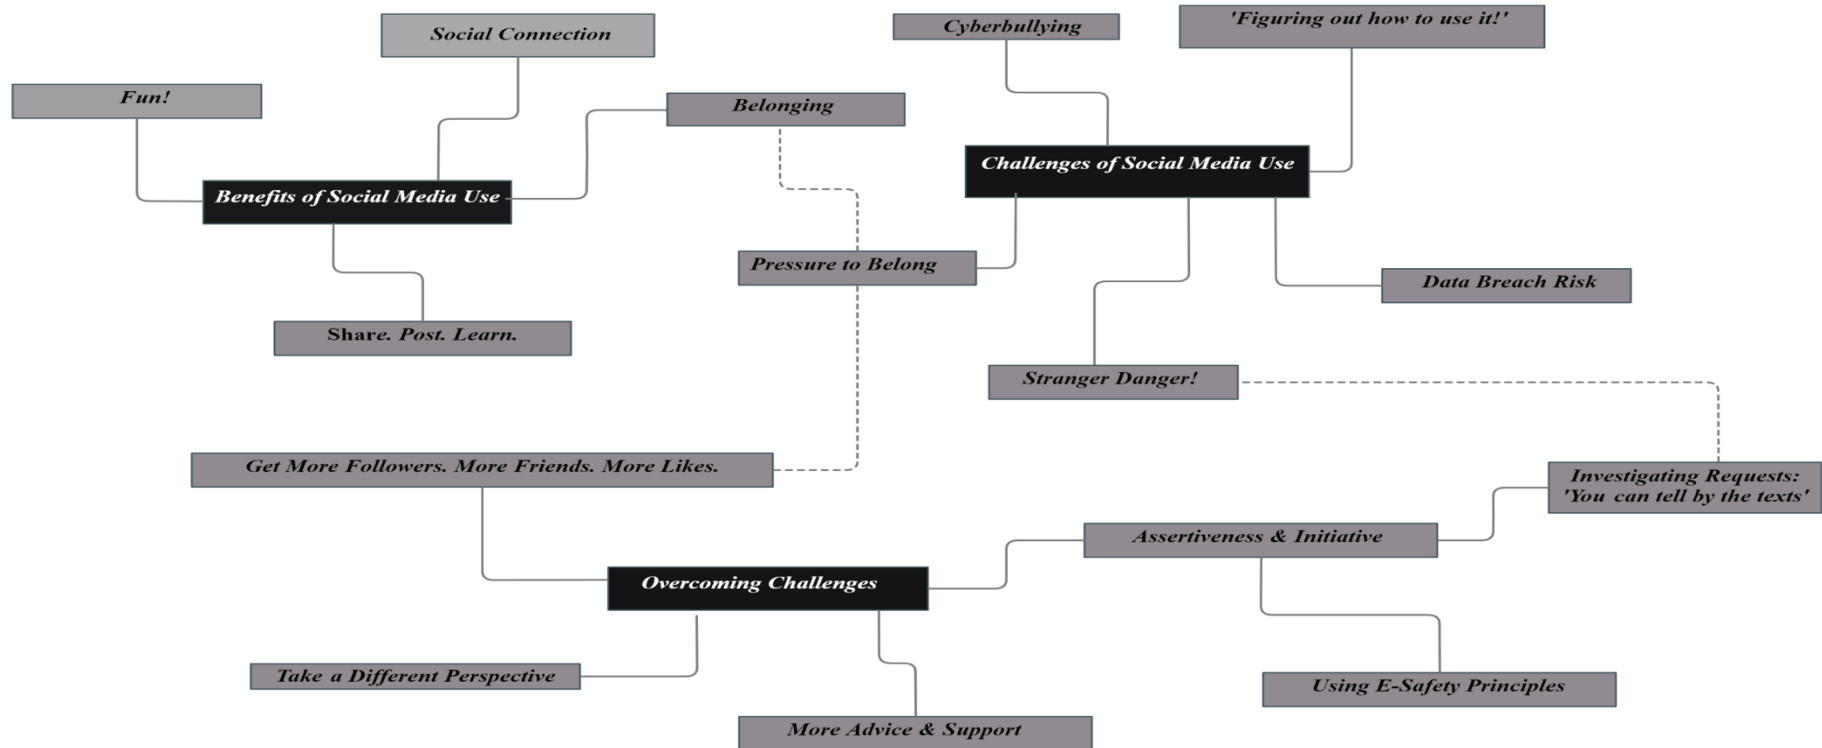 Social Connection
Cyberbullying
'Figuring out how to use it!'
Fun!
Belonging
Benefits of Social Media Use
Challenges of Social Media Use
Pressure to Belong
Data Breach Risk
Share. Post. Learn.
Stranger Danger!
Get More Followers. More Friends. More Likes.
Investigating Requests:
'You can tell by the texts'
Assertiveness & Initiative
Overcoming Challenges
Take a Different Perspective
Using E-Safety Principles
More Advice & Support